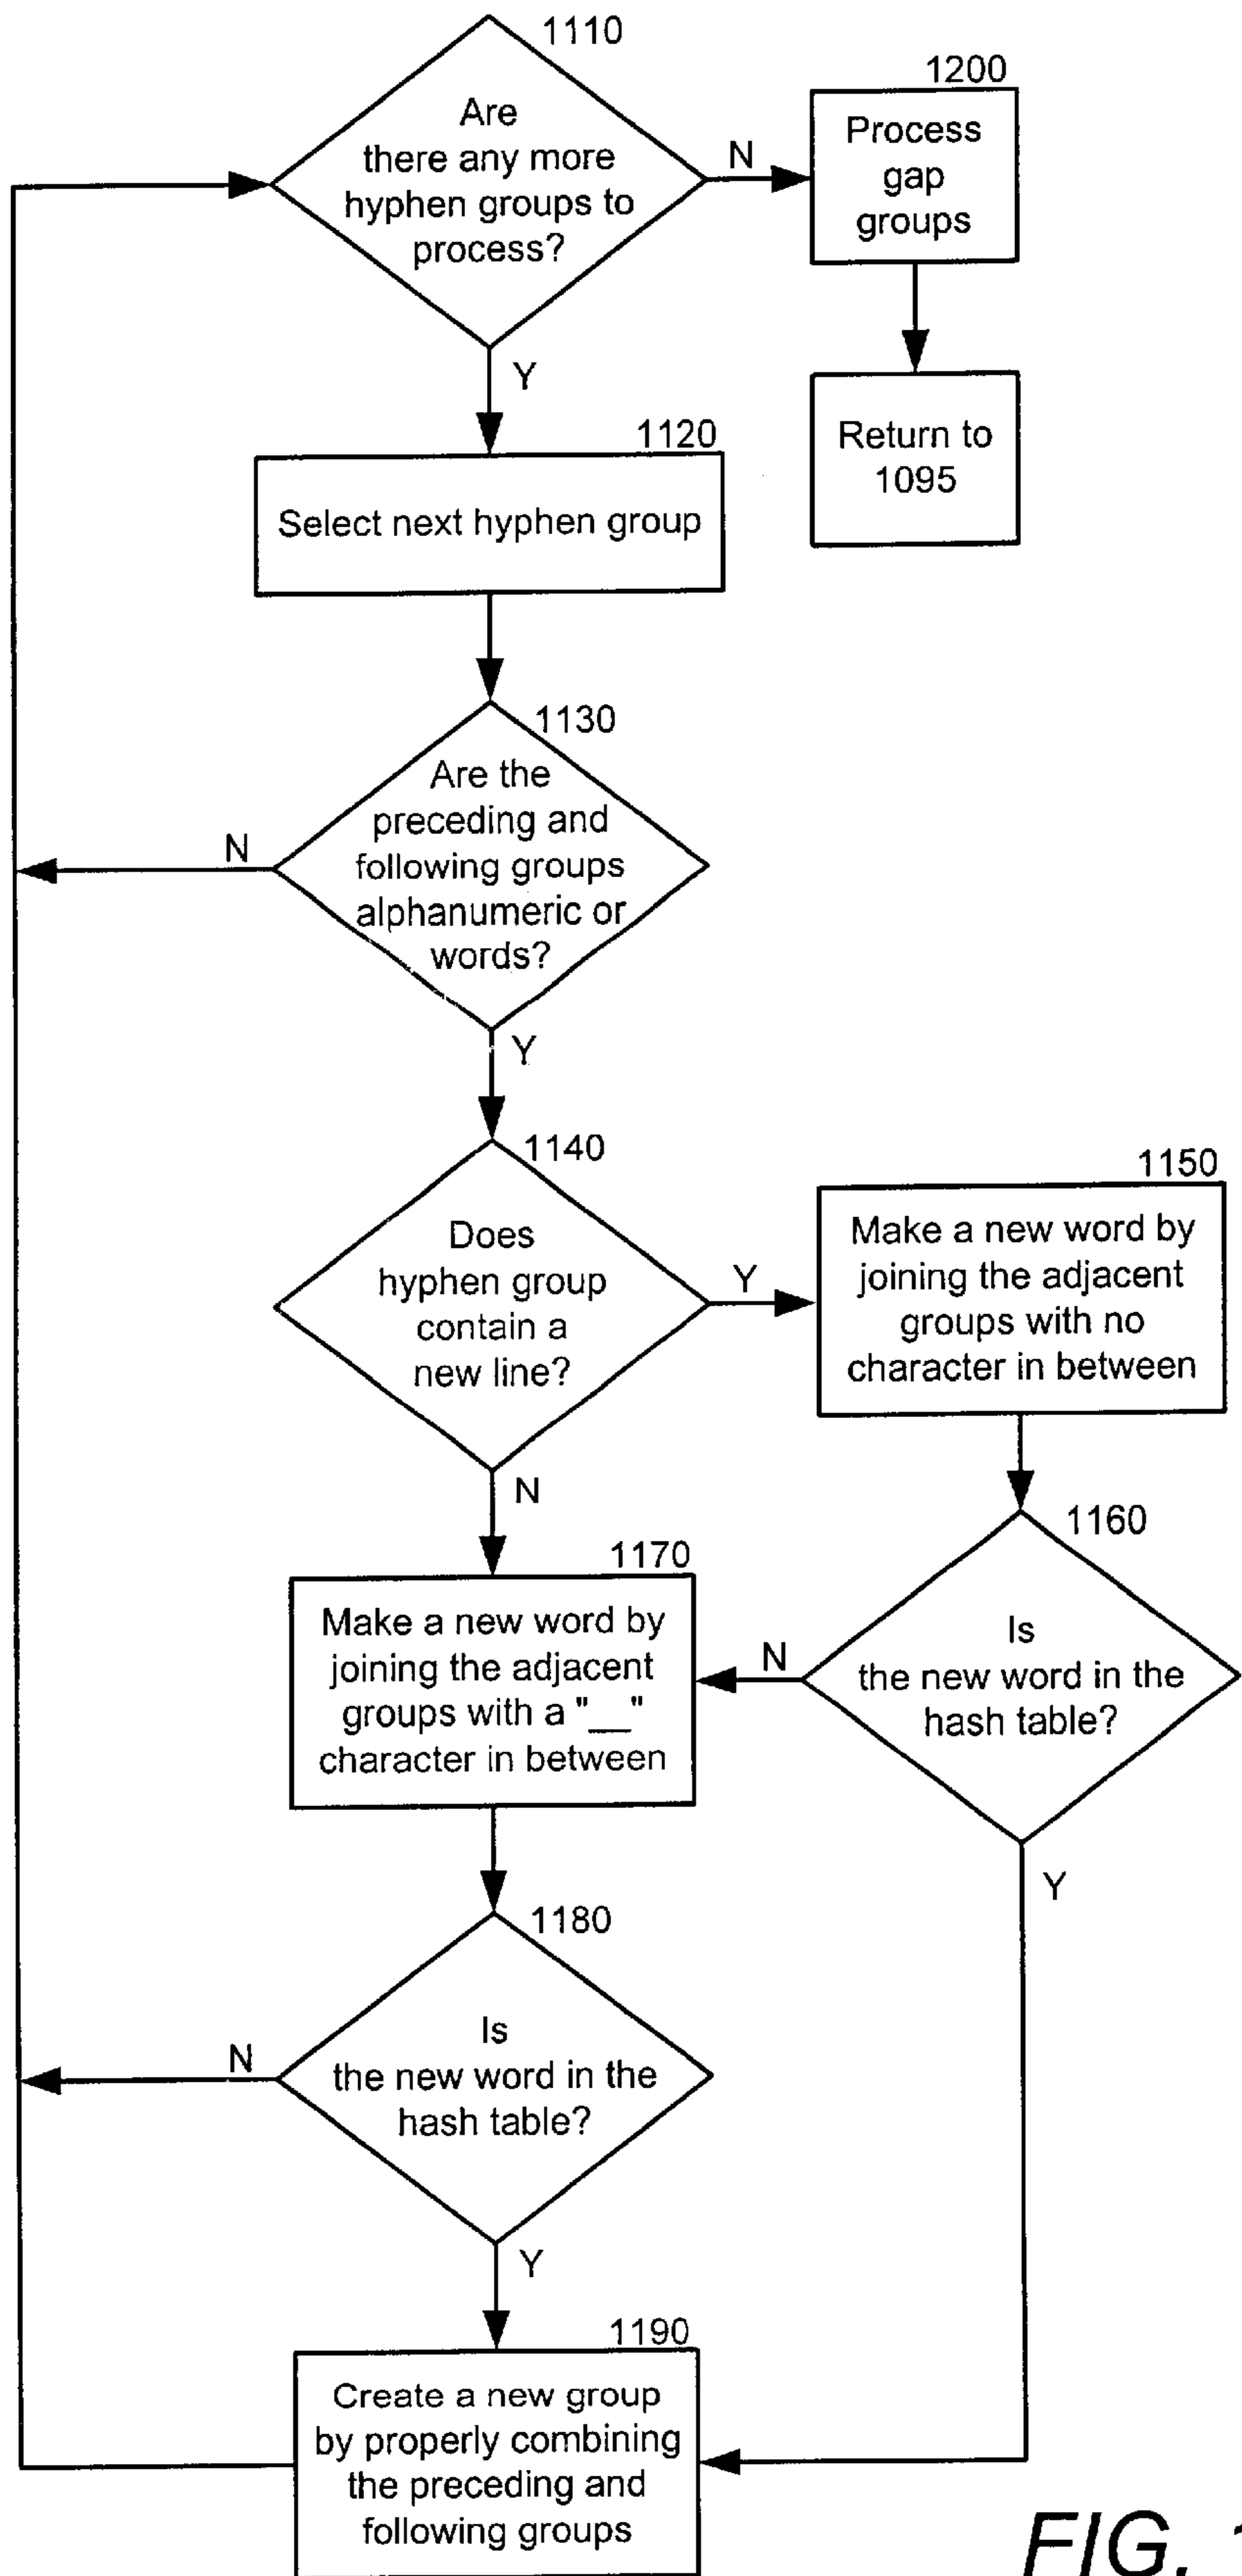 1110
Are
there any more
hyphen groups to
process?
N
Y
1200
Process
gap
groups
Return to
1095
1120
Select next hyphen group
1130
Are the
preceding and
following groups
alphanumeric or
words?
N
Y
1140
Does
hyphen group
contain a
new line?
Y
N
1150
Make a new word by
joining the adjacent
groups with no
character in between
1160
Is
the new word in the
hash table?
N
Y
1170
Make a new word by
joining the adjacent
groups with a "__"
character in between
1180
Is
the new word in the
hash table?
N
Y
1190
Create a new group
by properly combining
the preceding and
following groups
FIG.